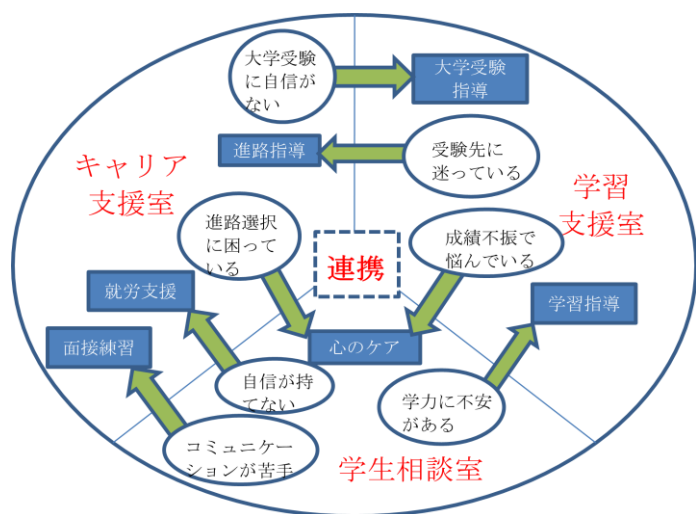 大学受験
に自信が
ない
大学受験
指導
進路指導
受験先に
迷っている
キャリア
支援室
学習
支援室
進路選択
に困って
いる
連携
成績不振で
悩んでいる
就労支援
学習指導
面接練習
心のケア
自信が持
てない
学力に不安
がある
コミュニケー
ションが苦手
学生相談室